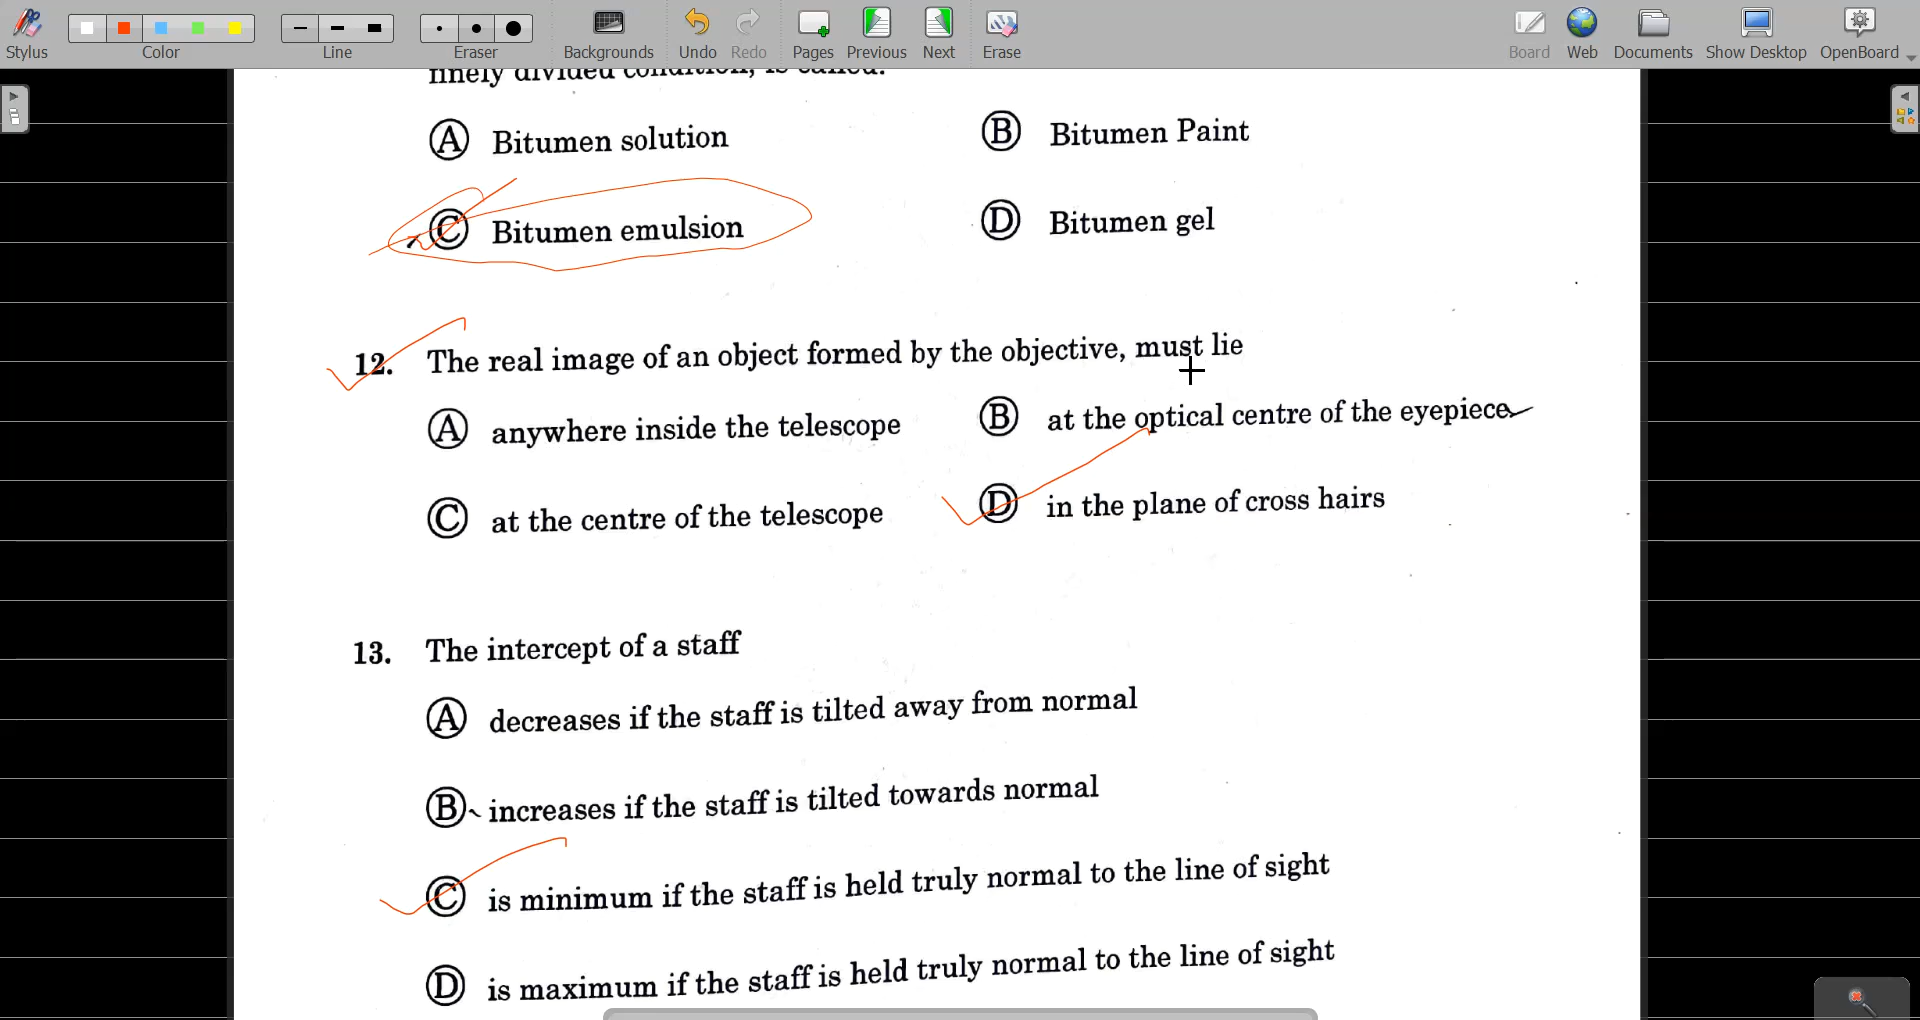 Stylus Color Line Eraser Backgrounds Undo Redo Pages Previous Next Erase Board Web Documents Show Desktop OpenBoard
finely divided condition, is called:
Ⓐ Bitumen solution Ⓑ Bitumen Paint
Ⓒ Bitumen emulsion Ⓓ Bitumen gel
12. The real image of an object formed by the objective, must lie
Ⓐ anywhere inside the telescope Ⓑ at the optical centre of the eyepiece
Ⓒ at the centre of the telescope Ⓓ in the plane of cross hairs
13. The intercept of a staff
Ⓐ decreases if the staff is tilted away from normal
Ⓑ increases if the staff is tilted towards normal
Ⓒ is minimum if the staff is held truly normal to the line of sight
Ⓓ is maximum if the staff is held truly normal to the line of sight